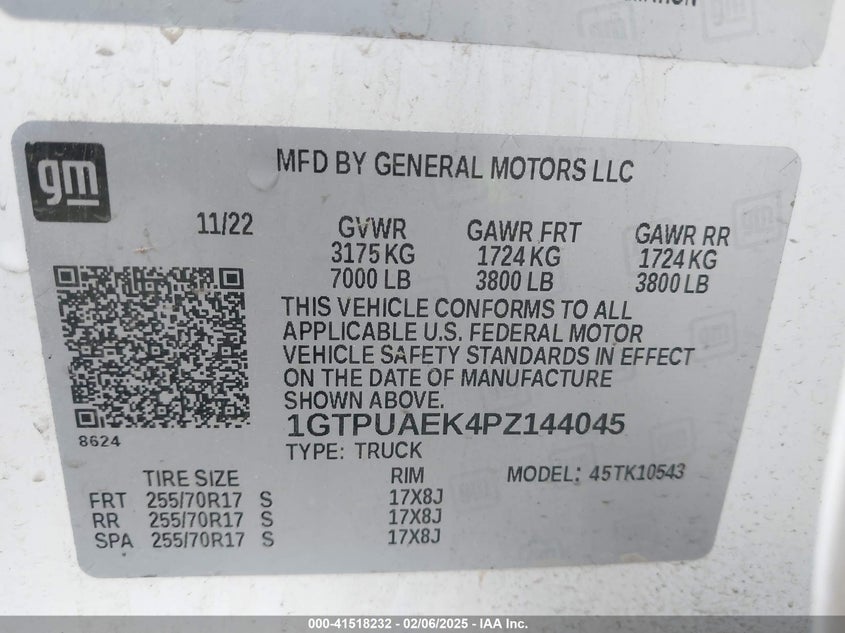 gm
gm
MFD BY GENERAL MOTORS LLC
11/22 GVWR GAWR FRT GAWR RR
3175 KG 1724 KG 1724 KG
7000 LB 3800 LB 3800 LB
THIS VEHICLE CONFORMS TO ALL
APPLICABLE U.S. FEDERAL MOTOR
VEHICLE SAFETY STANDARDS IN EFFECT
ON THE DATE OF MANUFACTURE
SHOWN ABOVE.
8624
1GTPUAEK4PZ144045
TYPE: TRUCK
TIRE SIZE RIM MODEL: 45TK10543
FRT 255/70R17 S 17X8J
RR 255/70R17 S 17X8J
SPA 255/70R17 S 17X8J
000-41518232 - 02/06/2025 - IAA Inc.